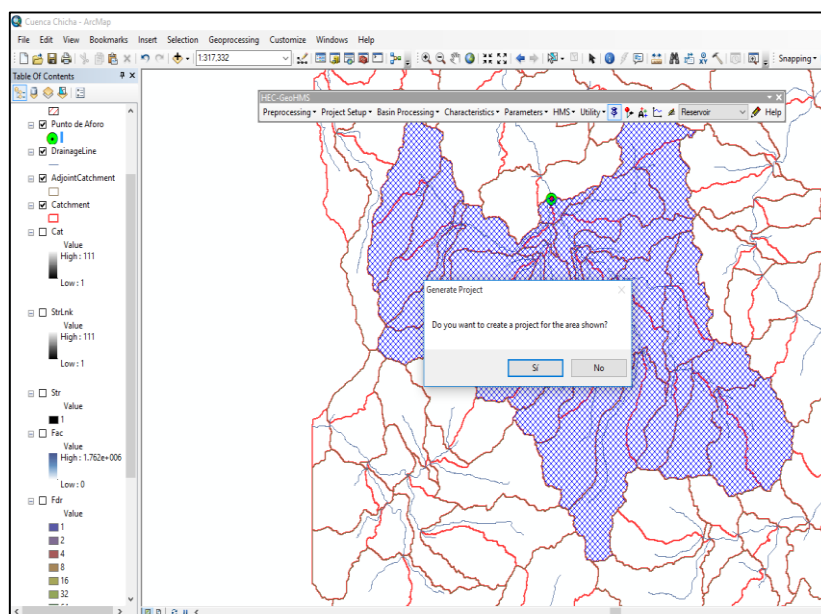 Cuenca Chicha - ArcMap
File Edit View Bookmarks Insert Selection Geoprocessing Customize Windows Help
1:317,332
Snapping
Table Of Contents
HEC-GeoHMS
Preprocessing Project Setup Basin Processing Characteristics Parameters HMS Utility Reservoir Help
Punto de Aforo
DrainageLine
AdjointCatchment
Catchment
Cat
Value
High : 111
Low : 1
StrLnk
Value
High : 111
Low : 1
Str
Value
1
Fac
Value
High : 1.762e+006
Low : 0
Fdr
Value
1
2
4
8
16
32
Generate Project
Do you want to create a project for the area shown?
Sí No